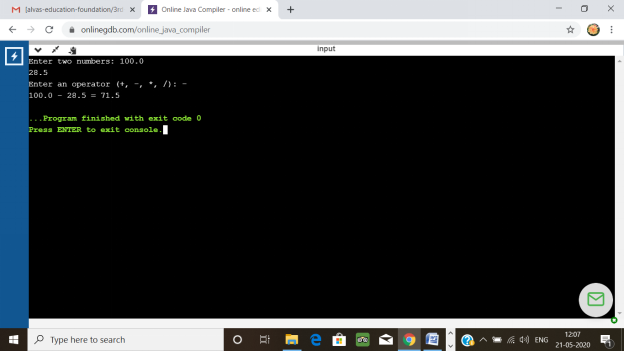 [alvas-education-foundation/3rd
Online Java Compiler - online edi
onlinegdb.com/online_java_compiler
input
Enter two numbers: 100.0
28.5
Enter an operator (+, -, *, /): -
100.0 - 28.5 = 71.5
...Program finished with exit code 0
Press ENTER to exit console.
Type here to search
ENG
12:07
21-05-2020